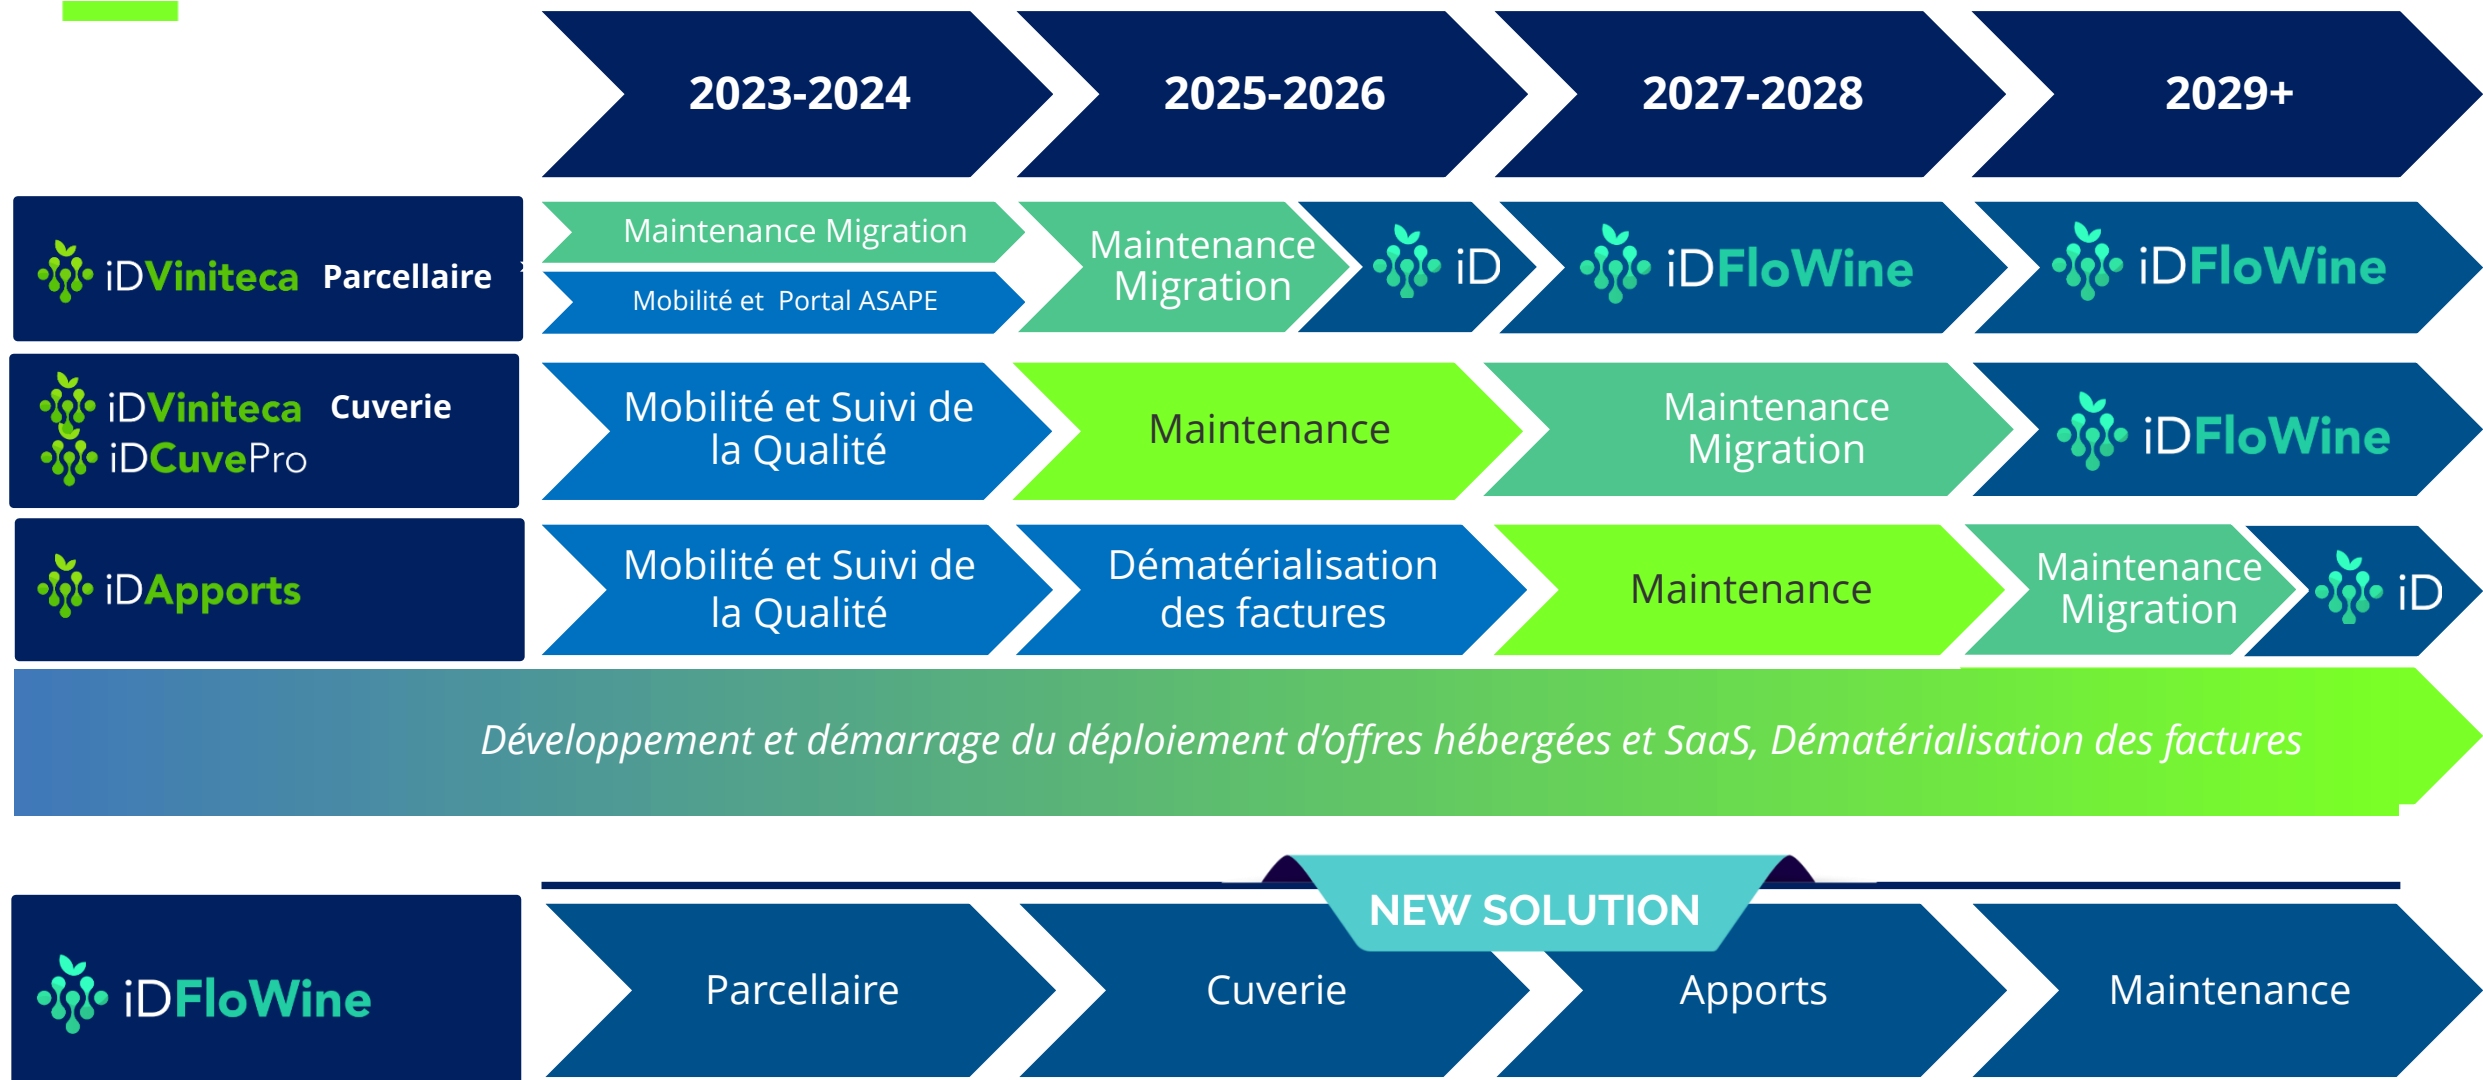 2023-2024
2025-2026
2027-2028
2029+
iDViniteca Parcellaire
Maintenance Migration
Mobilité et Portal ASAPE
Maintenance
Migration
iD
iDFloWine
iDFloWine
iDViniteca Cuverie
iDCuvePro
Mobilité et Suivi de
la Qualité
Maintenance
Maintenance
Migration
iDFloWine
iDApports
Mobilité et Suivi de
la Qualité
Dématérialisation
des factures
Maintenance
Maintenance
Migration
iD
Développement et démarrage du déploiement d’offres hébergées et SaaS, Dématérialisation des factures
NEW SOLUTION
iDFloWine
Parcellaire
Cuverie
Apports
Maintenance